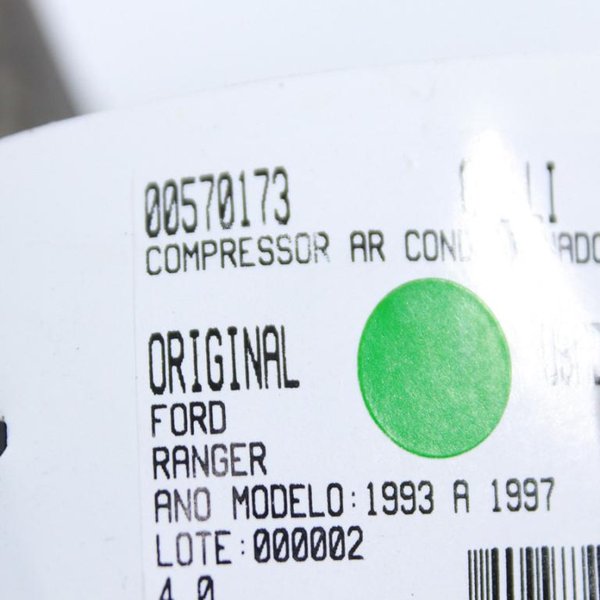 00570173
COMPRESSOR AR
ORIGINAL
FORD
RANGER
ANO MODELO:1993 A 1997
LOTE:000002
4.0